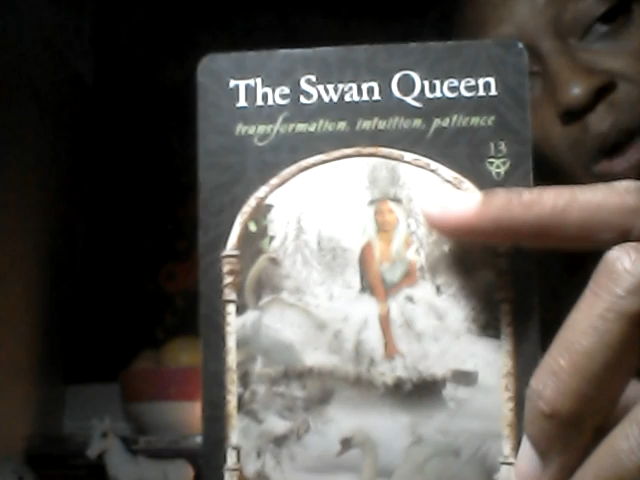 The Swan Queen
transformation, intuition, patience
13